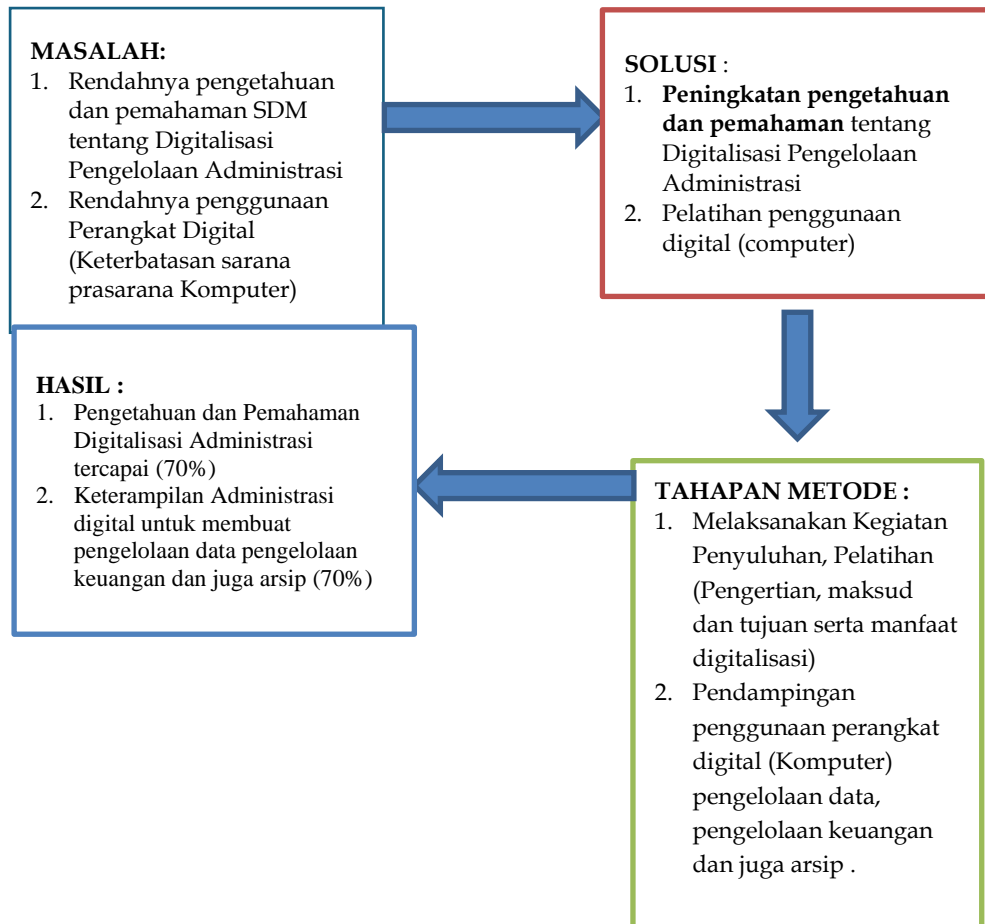 MASALAH:
1. Rendahnya pengetahuan
dan pemahaman SDM
tentang Digitalisasi
Pengelolaan Administrasi
2. Rendahnya penggunaan
Perangkat Digital
(Keterbatasan sarana
prasarana Komputer)
SOLUSI :
1. Peningkatan pengetahuan
dan pemahaman tentang
Digitalisasi Pengelolaan
Administrasi
2. Pelatihan penggunaan
digital (computer)
TAHAPAN METODE :
1. Melaksanakan Kegiatan
Penyuluhan, Pelatihan
(Pengertian, maksud
dan tujuan serta manfaat
digitalisasi)
2. Pendampingan
penggunaan perangkat
digital (Komputer)
pengelolaan data,
pengelolaan keuangan
dan juga arsip .
HASIL :
1. Pengetahuan dan Pemahaman
Digitalisasi Administrasi
tercapai (70%)
2. Keterampilan Administrasi
digital untuk membuat
pengelolaan data pengelolaan
keuangan dan juga arsip (70%)